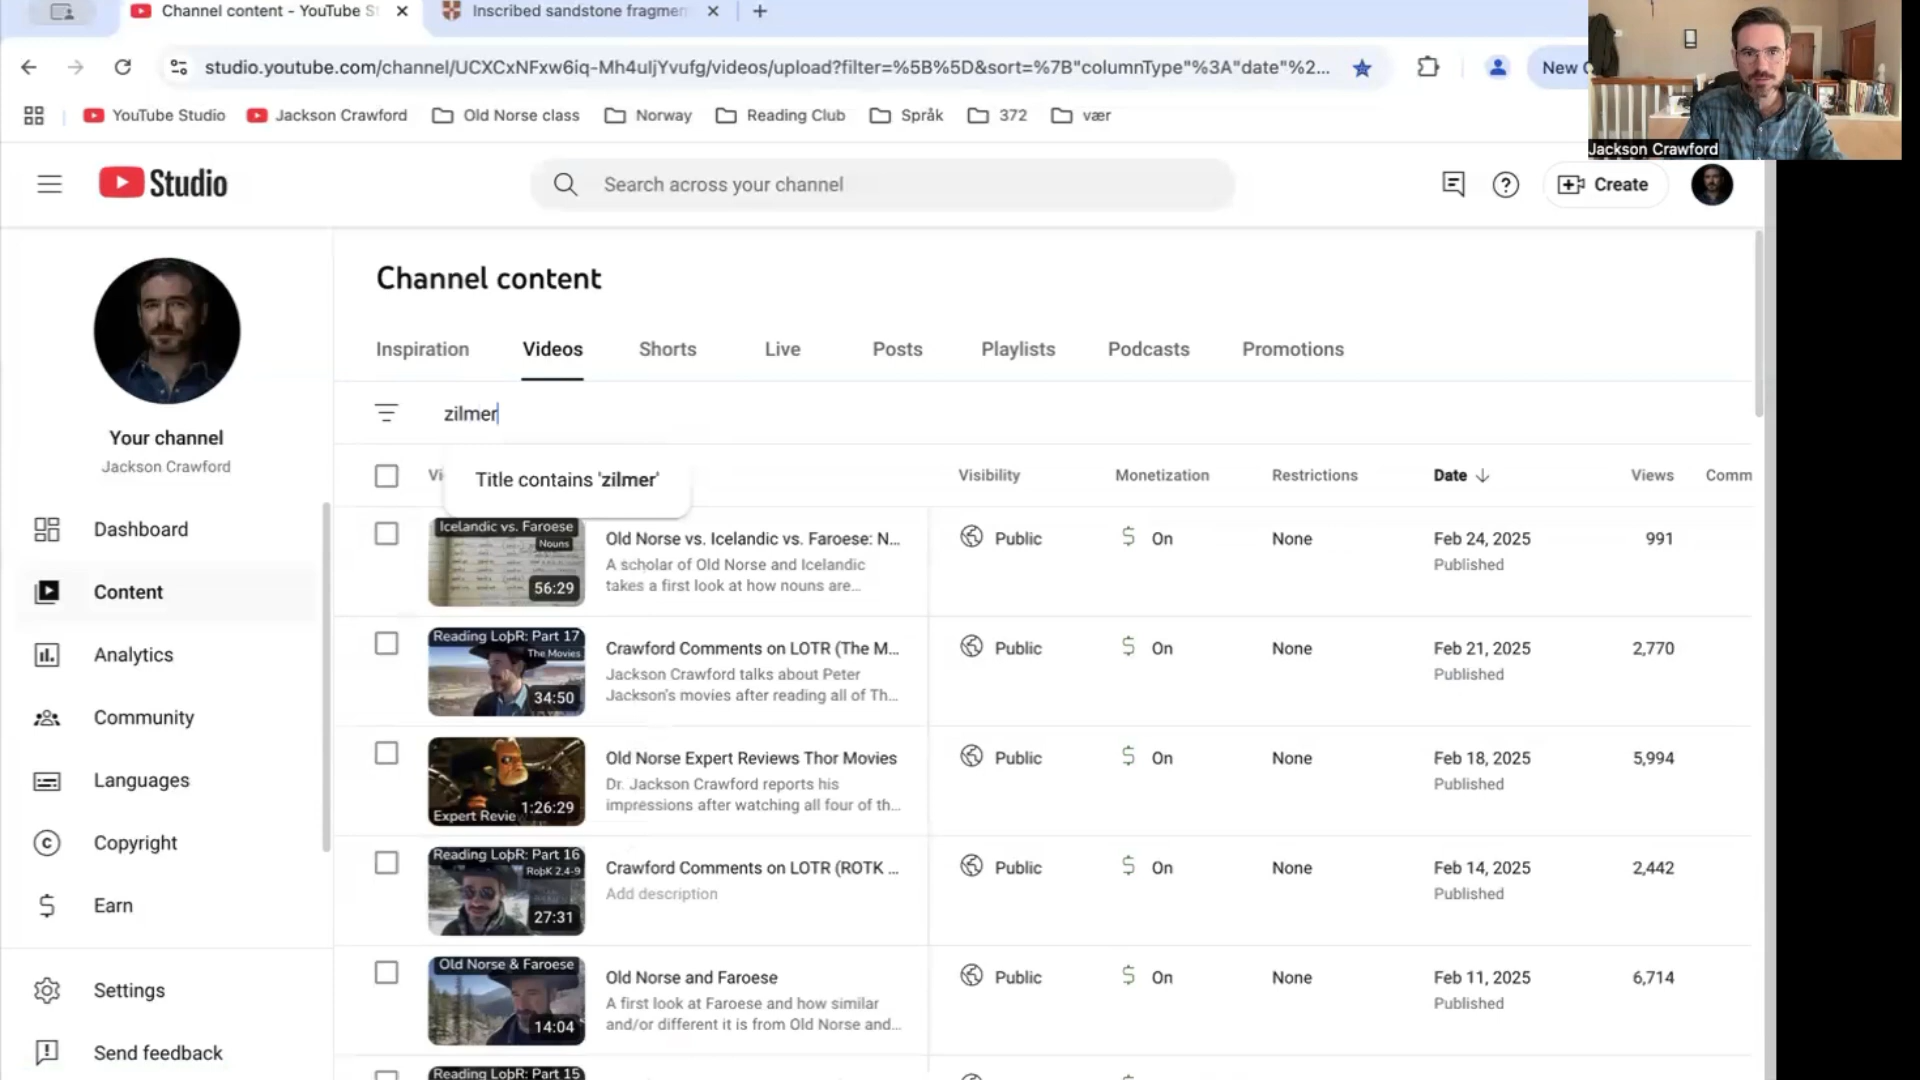 Channel content - YouTube St
Inscribed sandstone fragmen
studio.youtube.com/channel/UCXCxNFxw6iq-Mh4uljYvufg/videos/upload?filter=%5B%5D&sort=%7B"columnType"%3A"date"%2...
New
YouTube Studio
Jackson Crawford
Old Norse class
Norway
Reading Club
Språk
372
vær
Jackson Crawford
Studio
Search across your channel
Create
Your channel
Jackson Crawford
Dashboard
Content
Analytics
Community
Languages
Copyright
Earn
Settings
Send feedback
Channel content
Inspiration Videos Shorts Live Posts Playlists Podcasts Promotions
zilmer
Title contains 'zilmer'
Vi Visibility Monetization Restrictions Date Views Comm
Icelandic vs. Faroese
Nouns
56:29
Old Norse vs. Icelandic vs. Faroese: N...
A scholar of Old Norse and Icelandic
takes a first look at how nouns are...
Public On None Feb 24, 2025 991
Published
Reading LoþR: Part 17
The Movies
34:50
Crawford Comments on LOTR (The M...
Jackson Crawford talks about Peter
Jackson's movies after reading all of Th...
Public On None Feb 21, 2025 2,770
Published
Expert Revie
1:26:29
Old Norse Expert Reviews Thor Movies
Dr. Jackson Crawford reports his
impressions after watching all four of th...
Public On None Feb 18, 2025 5,994
Published
Reading LoþR: Part 16
RoþK 2.4-9
27:31
Crawford Comments on LOTR (ROTK ...
Add description
Public On None Feb 14, 2025 2,442
Published
Old Norse & Faroese
14:04
Old Norse and Faroese
A first look at Faroese and how similar
and/or different it is from Old Norse and...
Public On None Feb 11, 2025 6,714
Published
Reading LoþR: Part 15